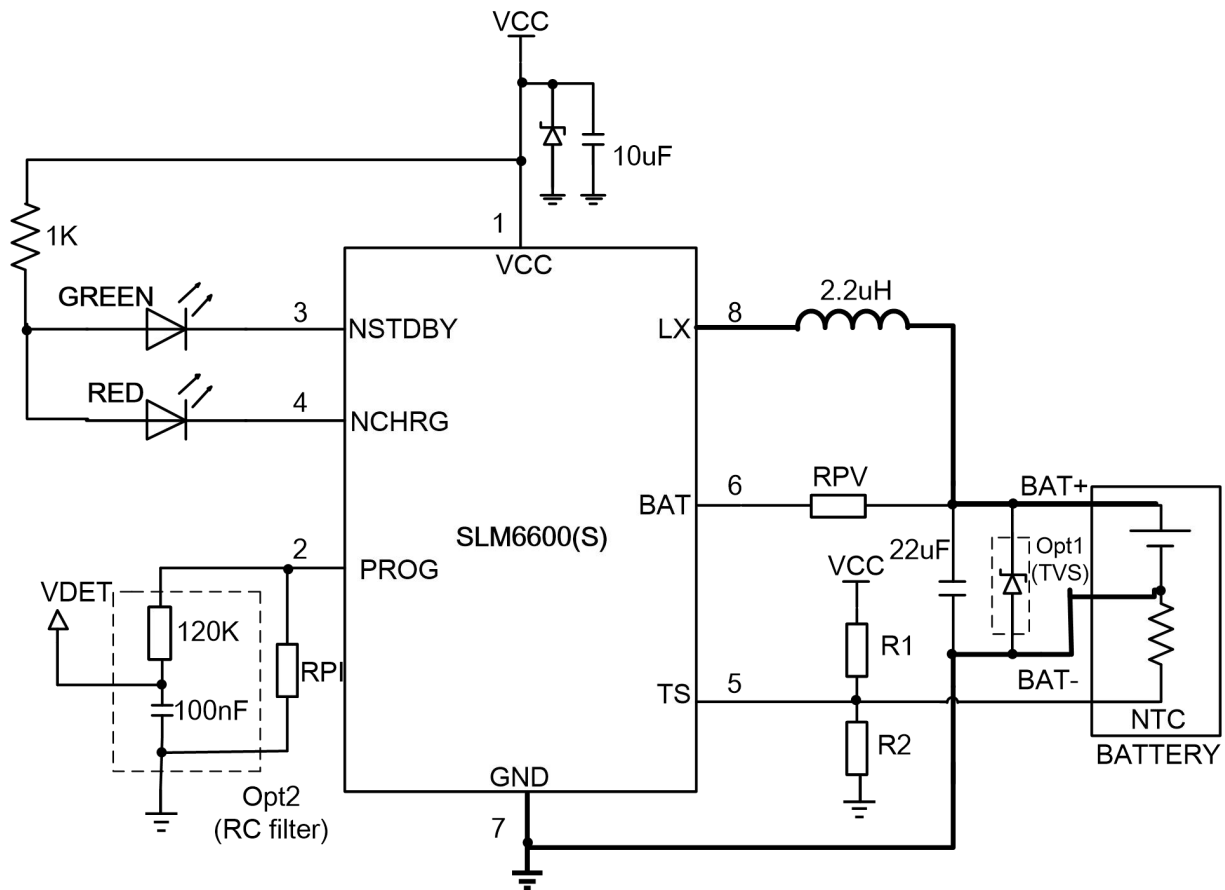 VCC
10uF
1
1K
VCC
GREEN
3
NSTDBY
RED
4
NCHRG
2.2uH
8
LX
RPV
6
BAT
BAT+
SLM6600(S)
2
PROG
VDET
120K
RPI
100nF
Opt2
(RC filter)
22uF
Opt1
(TVS)
VCC
R1
5
TS
BAT-
R2
NTC
BATTERY
GND
7